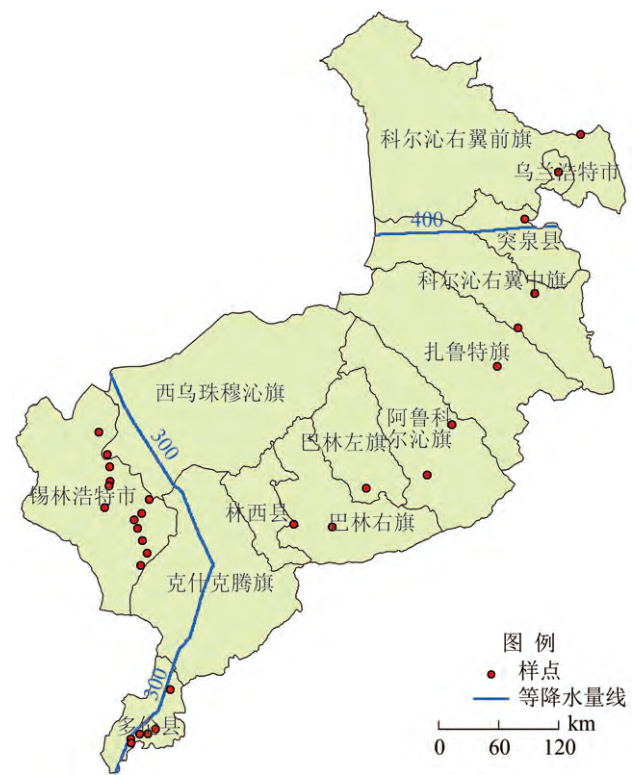 科尔沁右翼前旗
乌兰浩特市
400
突泉县
科尔沁右翼中旗
扎鲁特旗
西乌珠穆沁旗
阿鲁科
尔沁旗
巴林左旗
300
锡林浩特市
林西县
巴林右旗
克什克腾旗
300
多伦县
图 例
样点
等降水量线
km
0 60 120